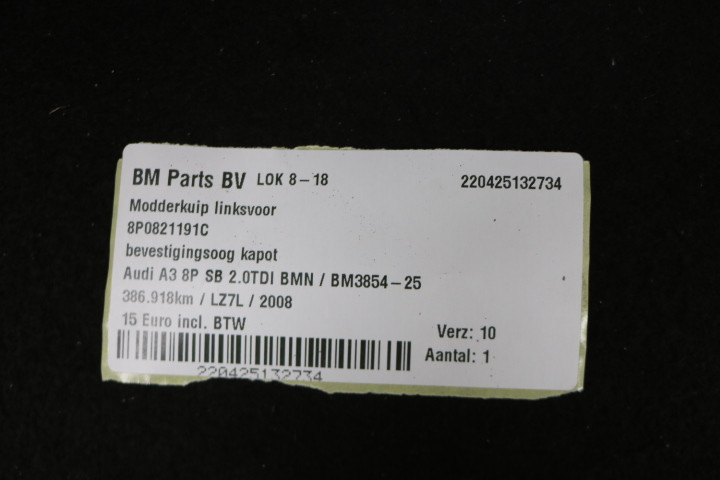 BM Parts BV LOK 8-18 220425132734
Modderkuip linksvoor
8P0821191C
bevestigingsoog kapot
Audi A3 8P SB 2.0TDI BMN / BM3854-25
386.918km / LZ7L / 2008
15 Euro incl. BTW
Verz: 10
Aantal: 1
220425132734